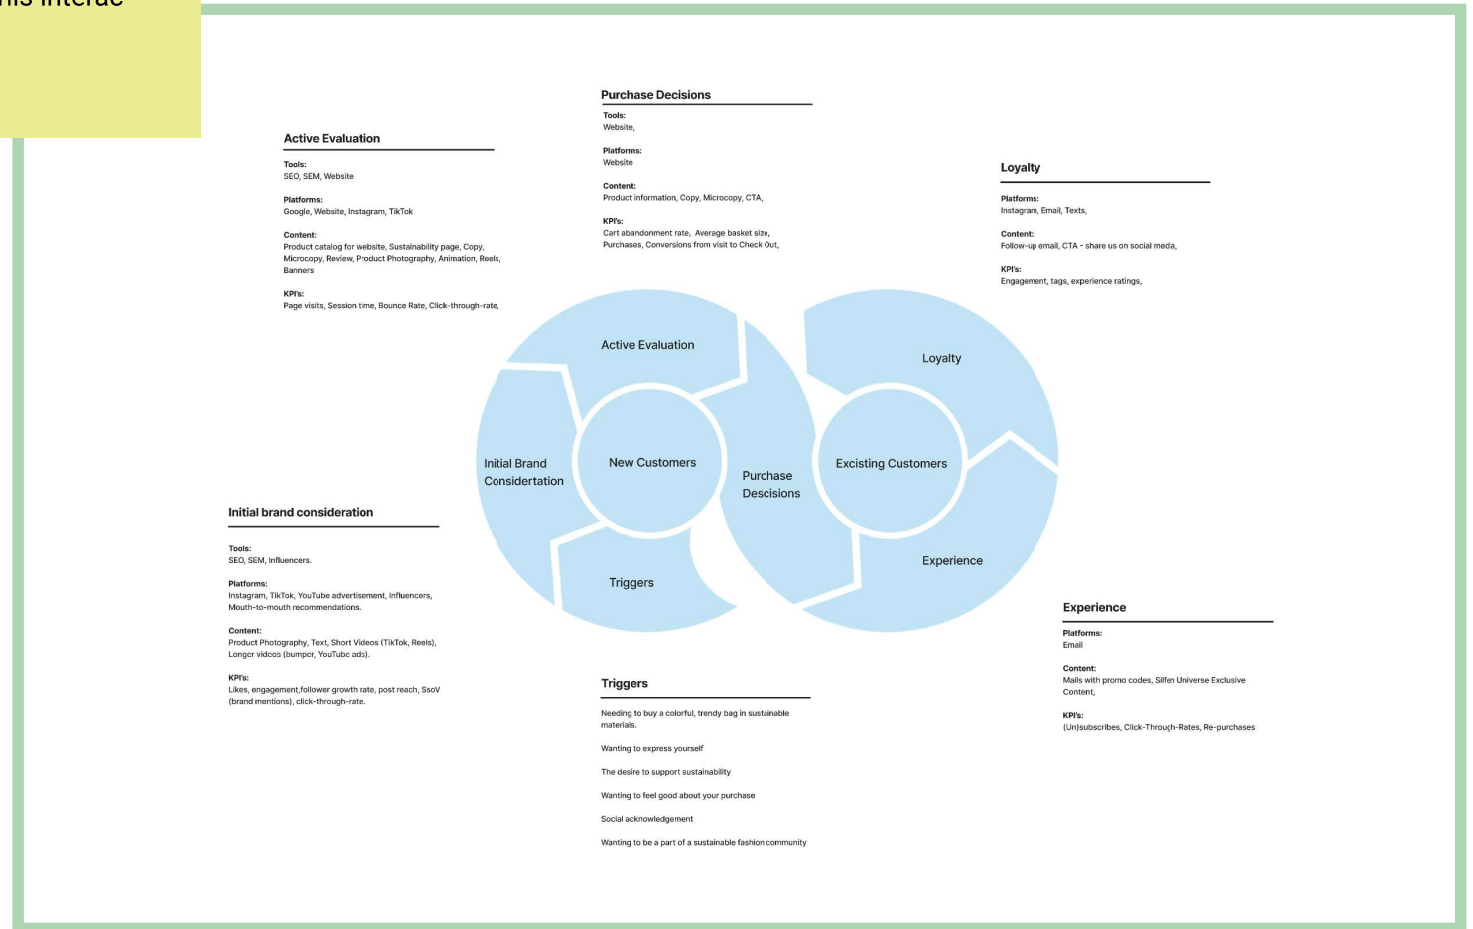 his interac
Purchase Decisions
Tools:
Website,
Platforms:
Website
Content:
Product information, Copy, Microcopy, CTA,
KPI's:
Cart abandonment rate, Average basket size,
Purchases, Conversions from visit to Check Out,
Active Evaluation
Tools:
SEO, SEM, Website
Platforms:
Google, Website, Instagram, TikTok
Content:
Product catalog for website, Sustainability page, Copy,
Microcopy, Review, Product Photography, Animation, Reels,
Banners
KPI's:
Page visits, Session time, Bounce Rate, Click-through-rate,
Loyalty
Platforms:
Instagram, Email, Texts,
Content:
Follow-up email, CTA - share us on social meda,
KPI's:
Engagement, tags, experience ratings,
Active Evaluation
Loyalty
Initial Brand
Considertation
New Customers
Purchase
Descisions
Excisting Customers
Triggers
Experience
Initial brand consideration
Tools:
SEO, SEM, Influencers.
Platforms:
Instagram, TikTok, YouTube advertisement, Influencers,
Mouth-to-mouth recommendations.
Content:
Product Photography, Text, Short Videos (TikTok, Reels),
Longer videos (bumper, YouTube ads).
KPI's:
Likes, engagement,follower growth rate, post reach, SsoV
(brand mentions), click-through-rate.
Triggers
Needing to buy a colorful, trendy bag in sustainable
materials.
Wanting to express yourself
The desire to support sustainability
Wanting to feel good about your purchase
Social acknowledgement
Wanting to be a part of a sustainable fashion community
Experience
Platforms:
Email
Content:
Mails with promo codes, Silfen Universe Exclusive
Content,
KPI's:
(Un)subscribes, Click-Through-Rates, Re-purchases